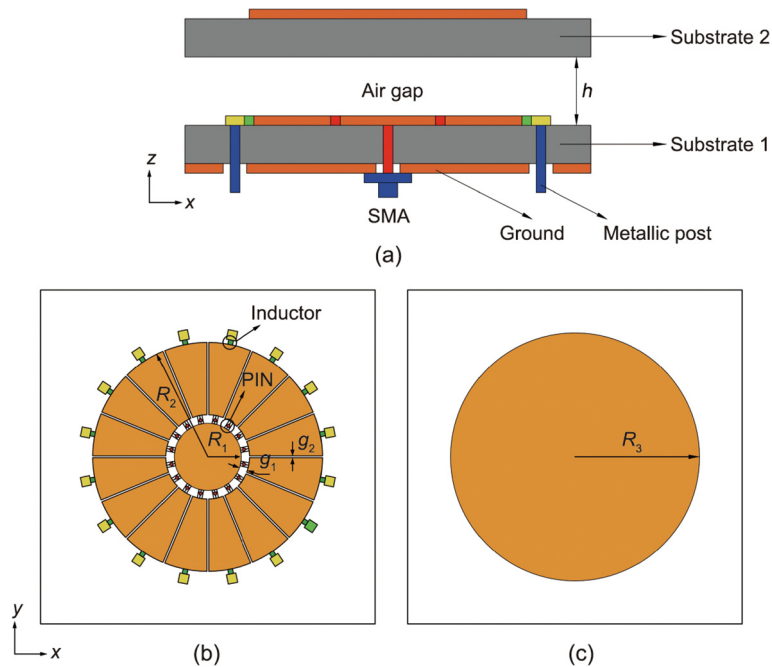 Substrate 2
Air gap
h
Substrate 1
z
x
SMA
Ground
Metallic post
(a)
Inductor
PIN
R2
R1
g2
g1
R3
y
x
(b)
(c)